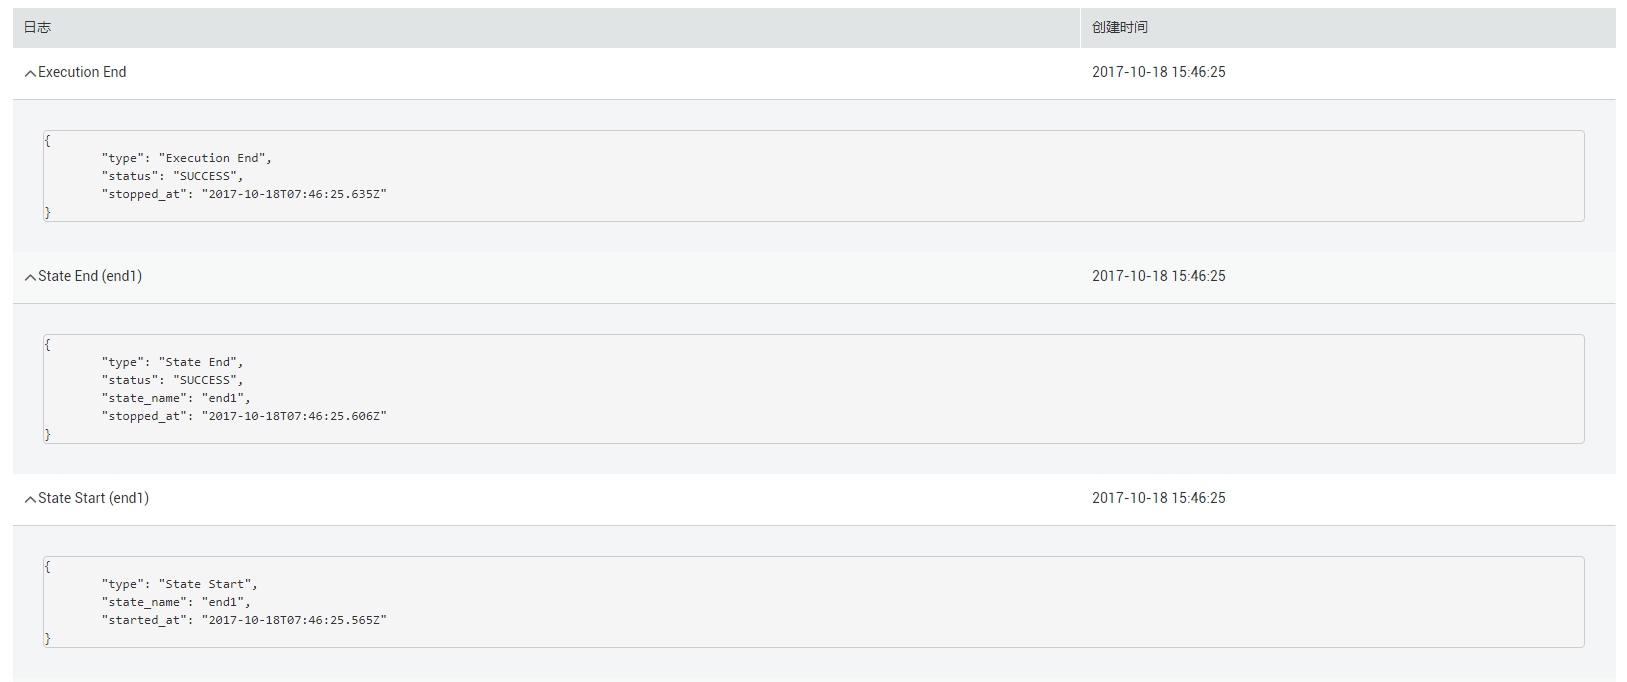 日志 创建时间
Execution End 2017-10-18 15:46:25
{
"type": "Execution End",
"status": "SUCCESS",
"stopped_at": "2017-10-18T07:46:25.635Z"
}
State End (end1) 2017-10-18 15:46:25
{
"type": "State End",
"status": "SUCCESS",
"state_name": "end1",
"stopped_at": "2017-10-18T07:46:25.606Z"
}
State Start (end1) 2017-10-18 15:46:25
{
"type": "State Start",
"state_name": "end1",
"started_at": "2017-10-18T07:46:25.565Z"
}